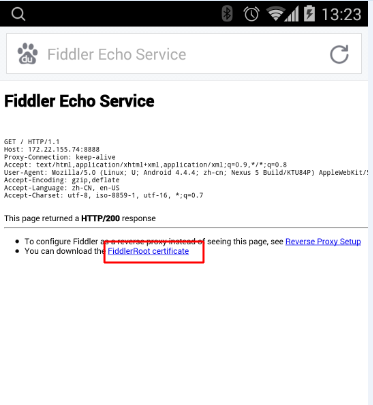 13:23
du Fiddler Echo Service
Fiddler Echo Service
GET / HTTP/1.1
Host: 172.22.155.74:8888
Proxy-Connection: keep-alive
Accept: text/html,application/xhtml+xml,application/xml;q=0.9,*/*;q=0.8
User-Agent: Mozilla/5.0 (Linux; U; Android 4.4.4; zh-cn; Nexus 5 Build/KTU84P) AppleWebKit/5
Accept-Encoding: gzip,deflate
Accept-Language: zh-CN, en-US
Accept-Charset: utf-8, iso-8859-1, utf-16, *;q=0.7
This page returned a HTTP/200 response
• To configure Fiddler as a reverse proxy instead of seeing this page, see Reverse Proxy Setup
• You can download the FiddlerRoot certificate